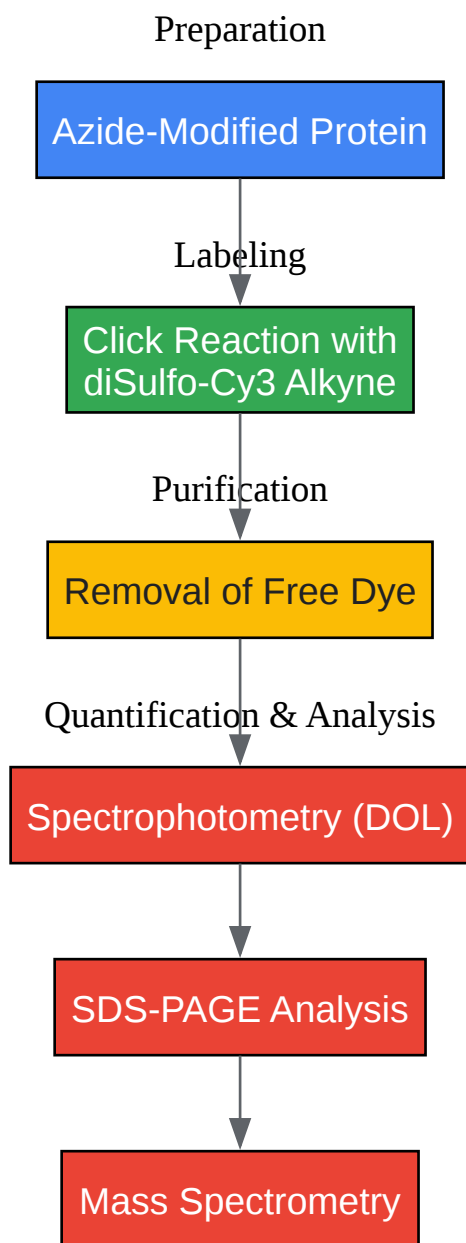 Preparation
Azide-Modified Protein
Labeling
Click Reaction with
diSulfo-Cy3 Alkyne
Purification
Removal of Free Dye
Quantification & Analysis
Spectrophotometry (DOL)
SDS-PAGE Analysis
Mass Spectrometry